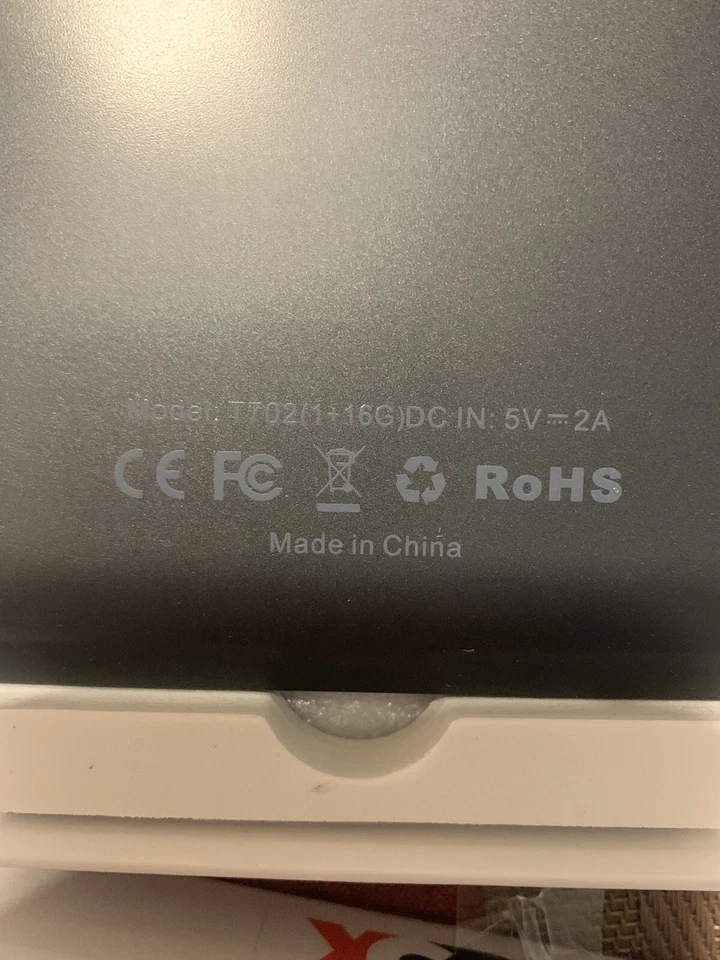 Model: T702(1+16G)DC IN: 5V⎓2A
CE FC RoHS
Made in China